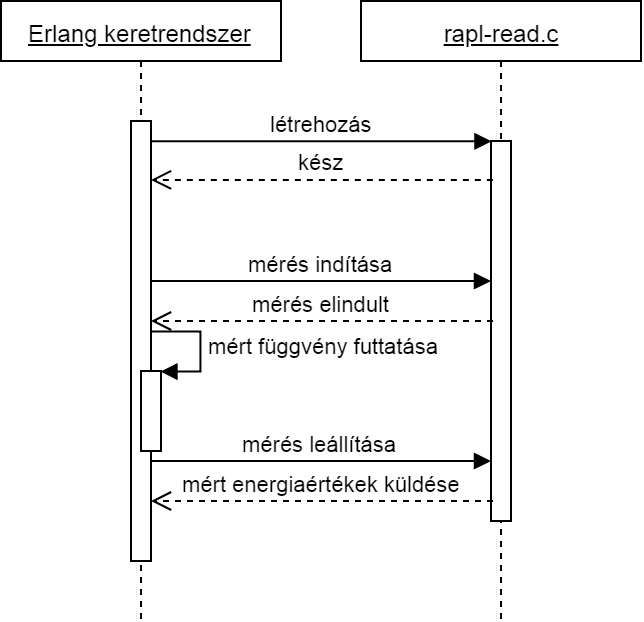 Erlang keretrendszer
rapl-read.c
létrehozás
kész
mérés indítása
mérés elindult
mért függvény futtatása
mérés leállítása
mért energiaértékek küldése